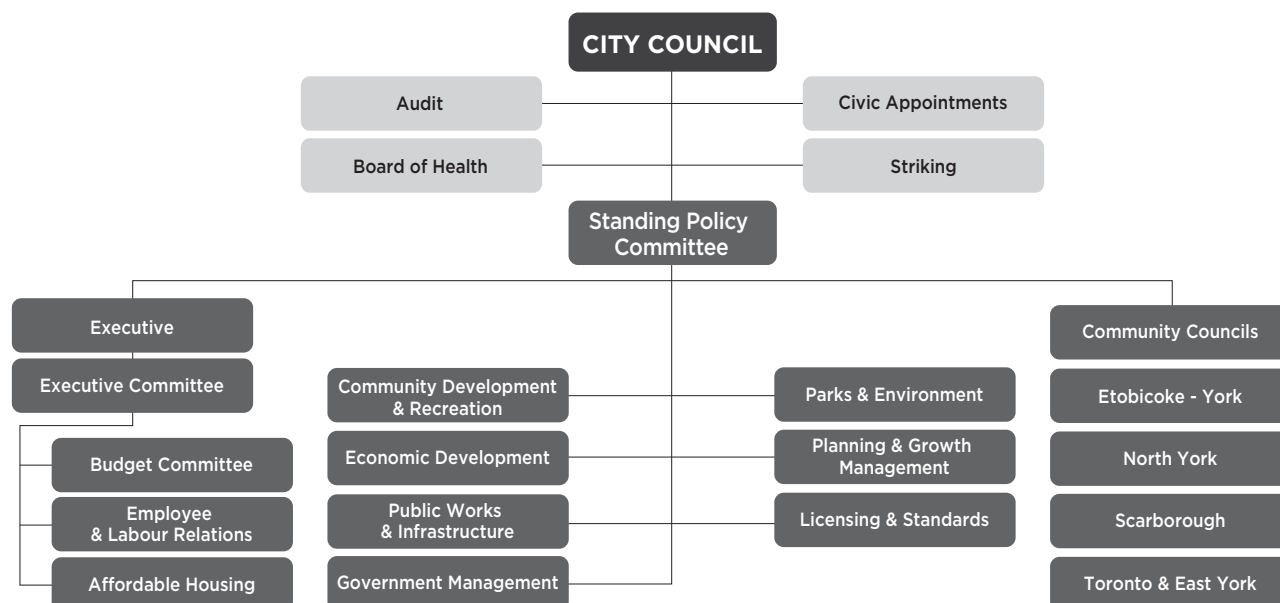 CITY COUNCIL
Audit
Civic Appointments
Board of Health
Striking
Standing Policy
Committee
Executive
Executive Committee
Budget Committee
Employee
& Labour Relations
Affordable Housing
Community Development
& Recreation
Economic Development
Public Works
& Infrastructure
Government Management
Parks & Environment
Planning & Growth
Management
Licensing & Standards
Community Councils
Etobicoke - York
North York
Scarborough
Toronto & East York